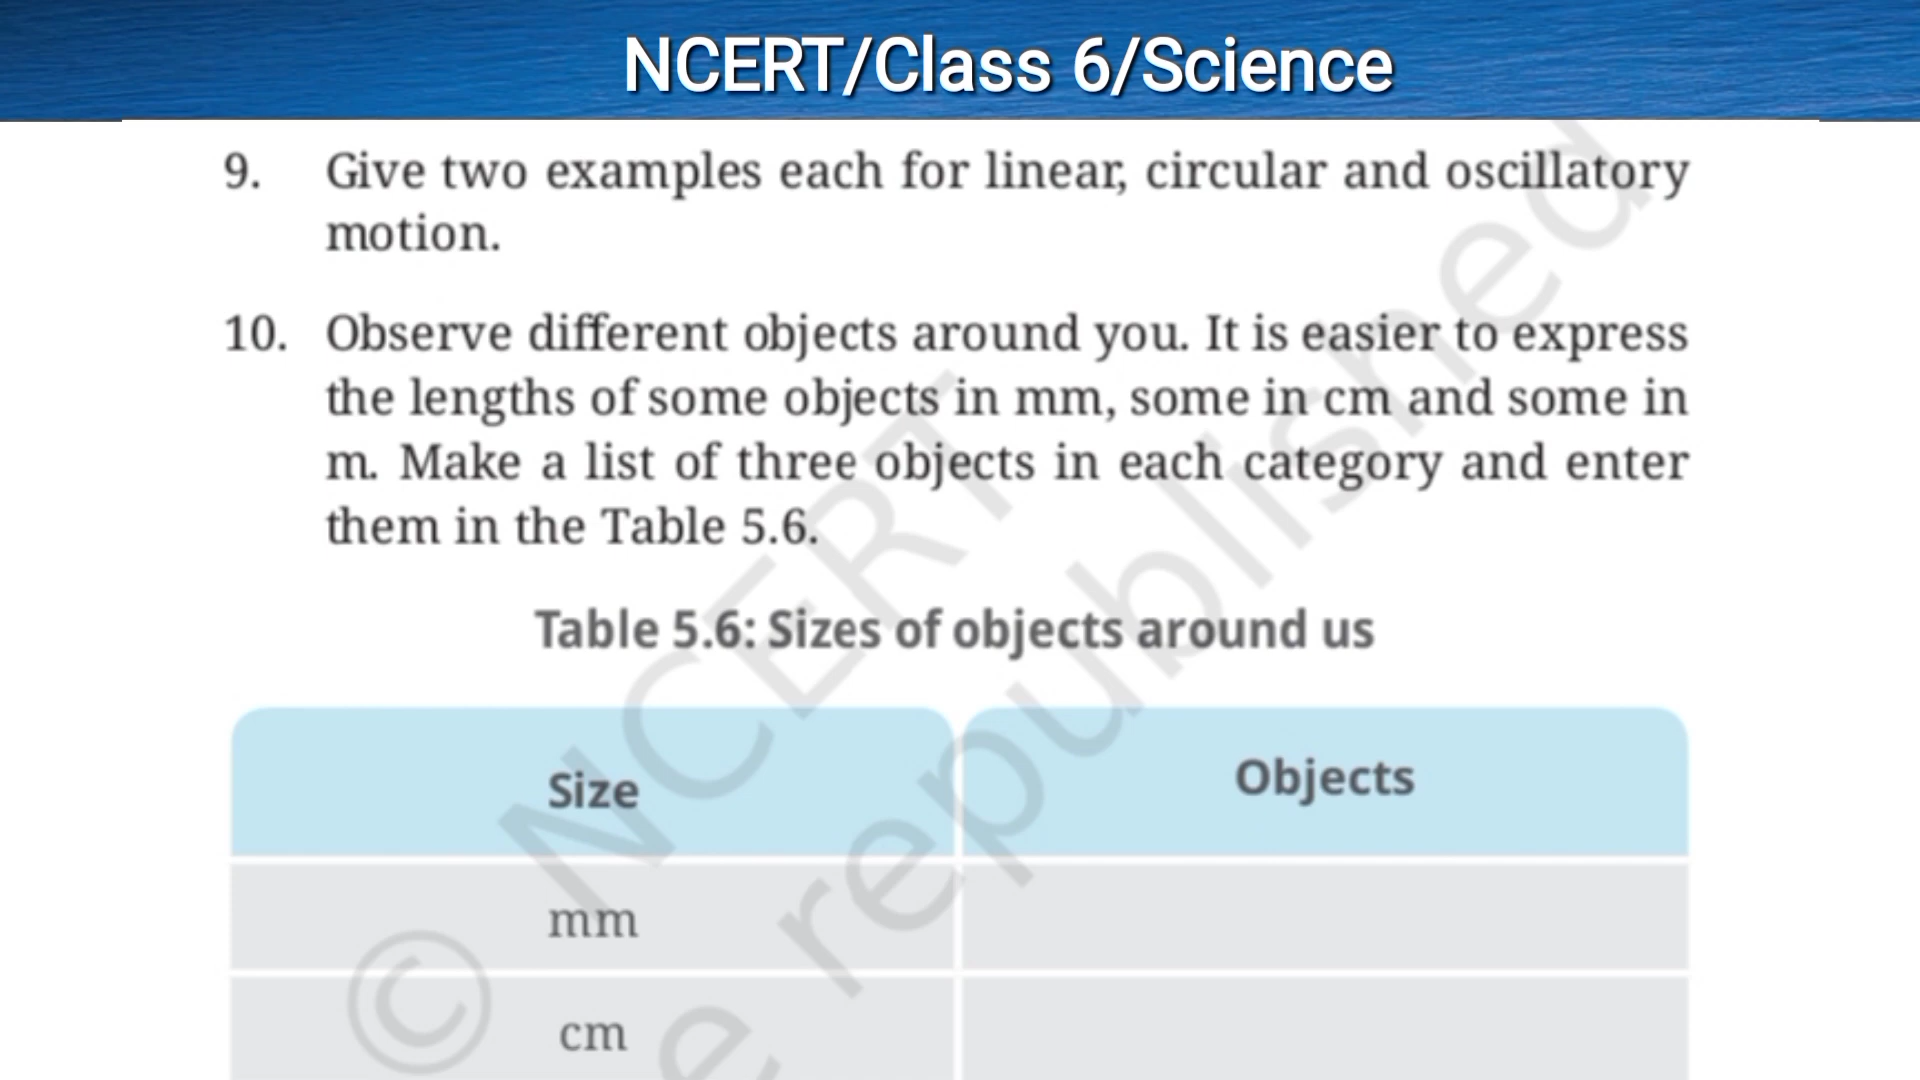 NCERT/Class 6/Science
9. Give two examples each for linear, circular and oscillatory
motion.
10. Observe different objects around you. It is easier to express
the lengths of some objects in mm, some in cm and some in
m. Make a list of three objects in each category and enter
them in the Table 5.6.
Table 5.6: Sizes of objects around us
Size Objects
mm
cm
© NCERT
e republished